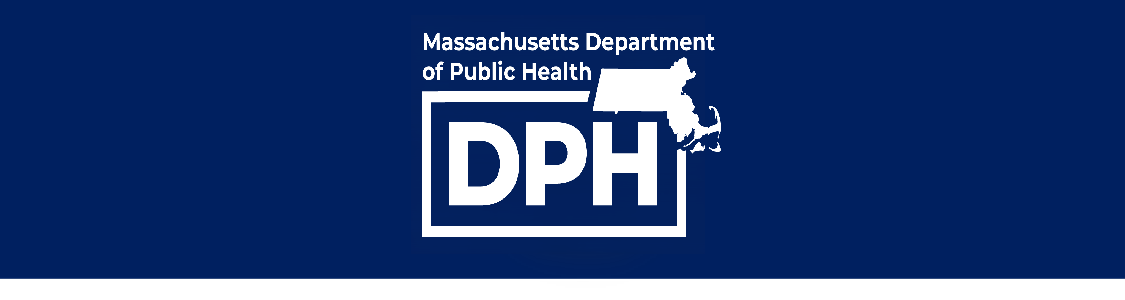 Massachusetts Department
of Public Health
DPH